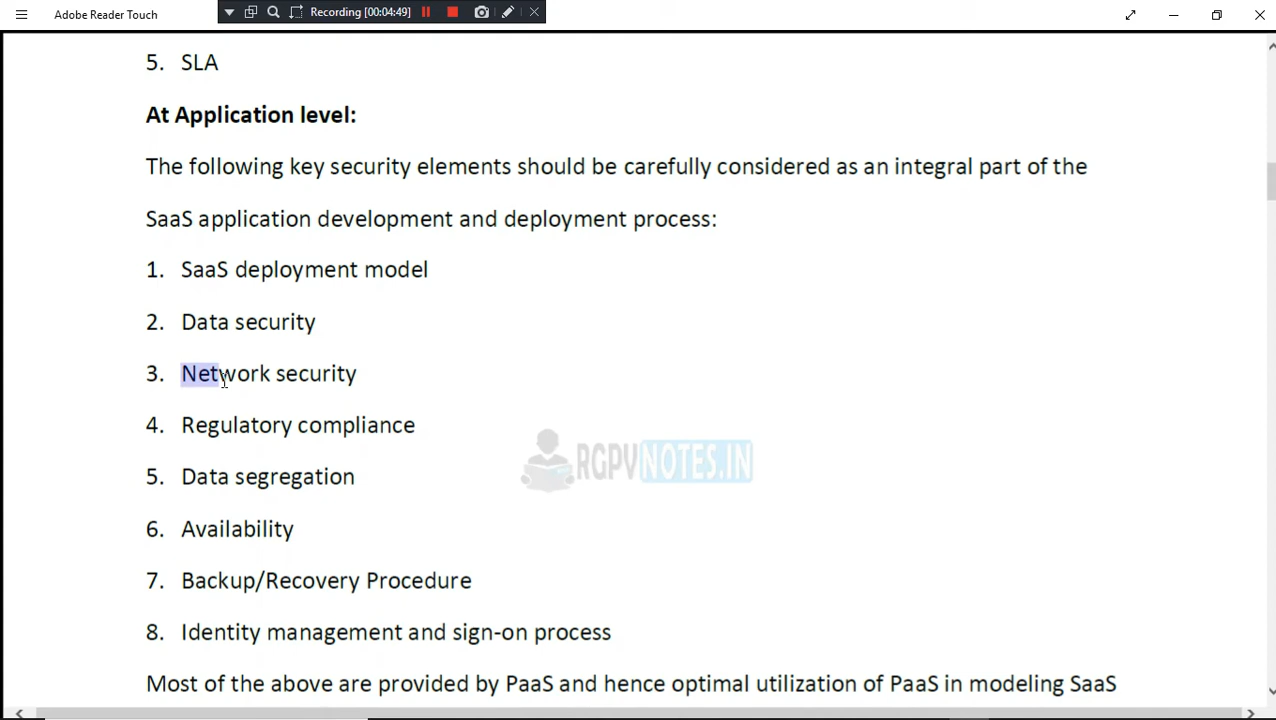 Adobe Reader Touch
Recording [00:04:49]
5. SLA
At Application level:
The following key security elements should be carefully considered as an integral part of the
SaaS application development and deployment process:
1. SaaS deployment model
2. Data security
3. Network security
4. Regulatory compliance
5. Data segregation
6. Availability
7. Backup/Recovery Procedure
8. Identity management and sign-on process
Most of the above are provided by PaaS and hence optimal utilization of PaaS in modeling SaaS
RGPVNOTES.IN